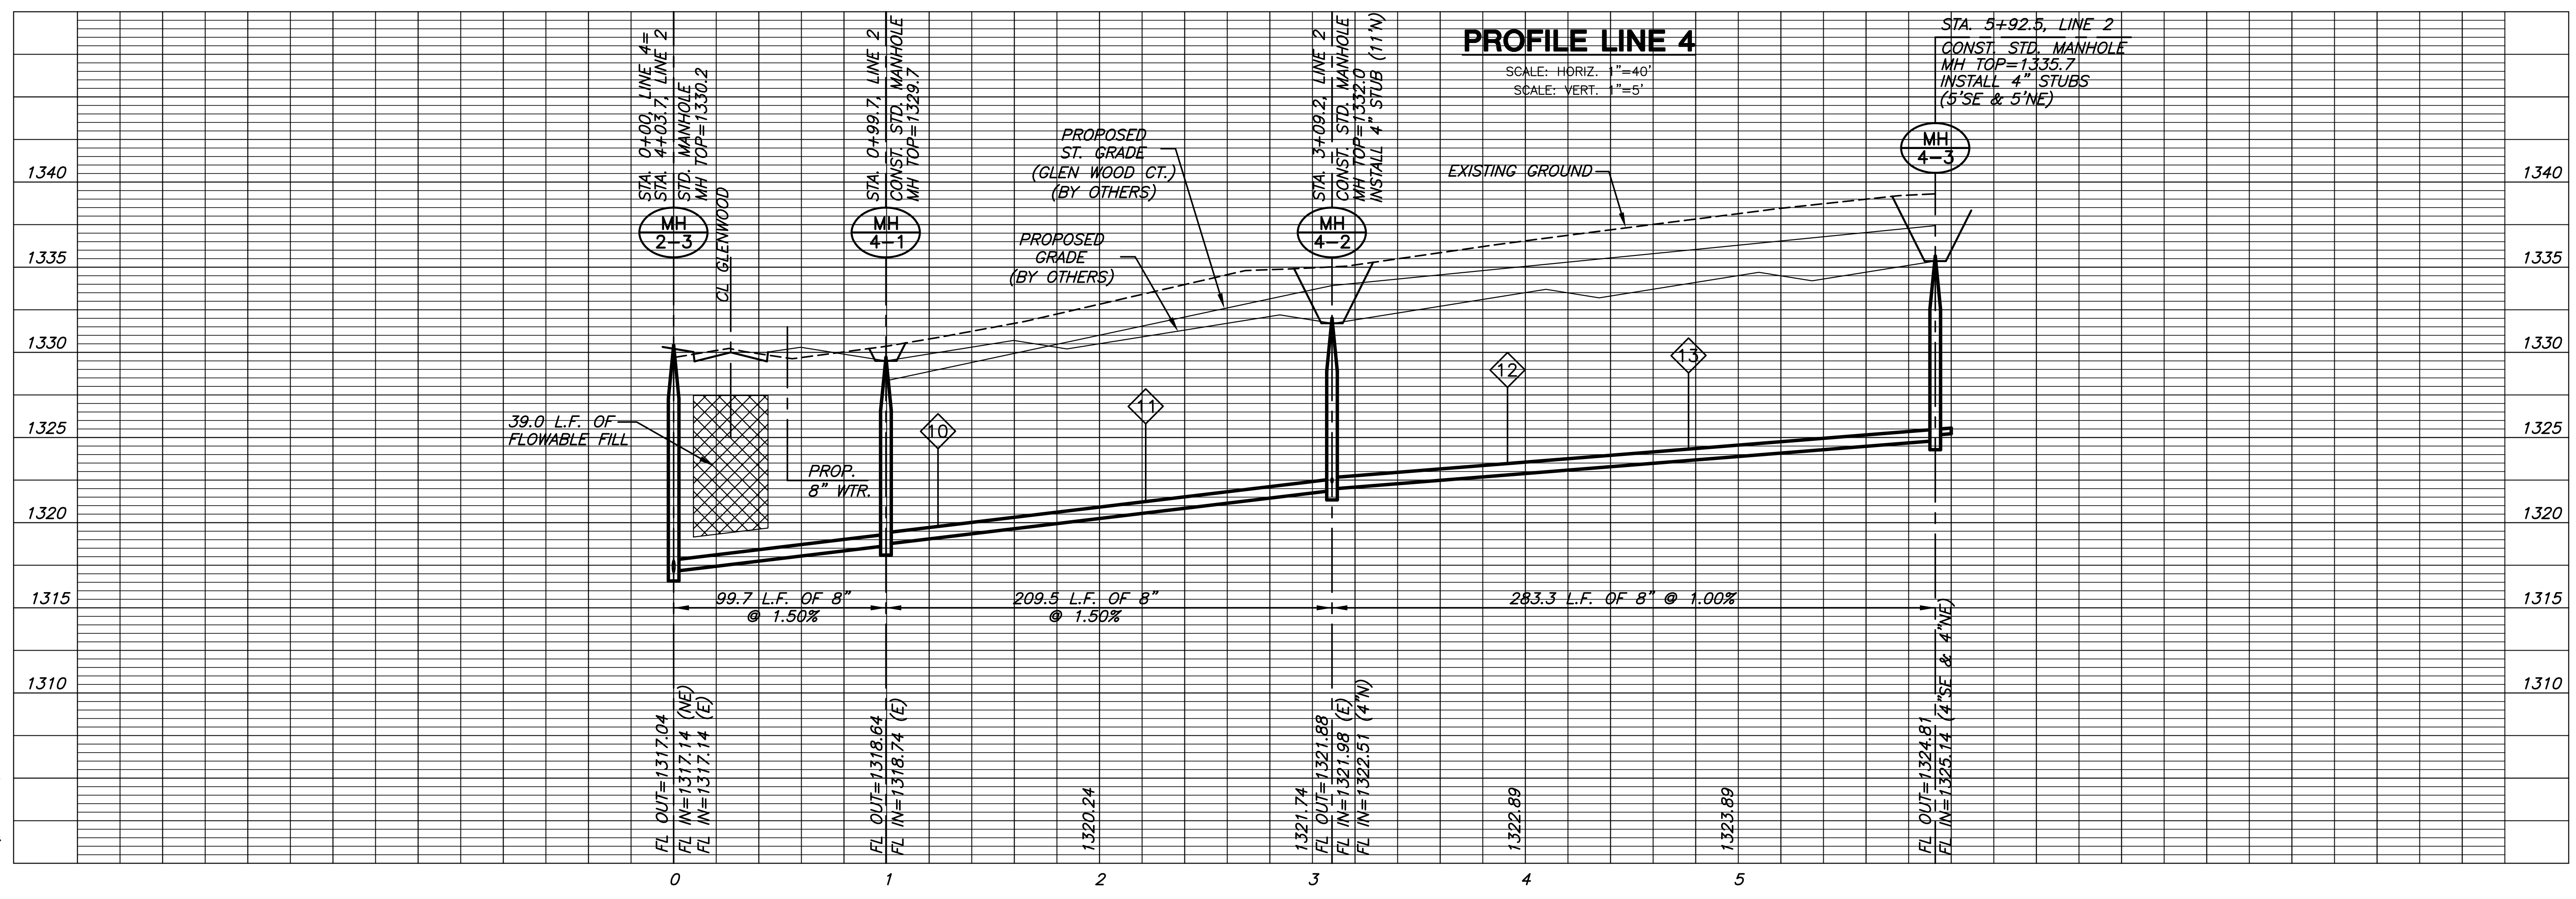 PROFILE LINE 4
SCALE: HORIZ. 1"=40'
SCALE: VERT. 1"=5'
STA. 0+00, LINE 4=
STA. 4+03.7, LINE 2
STD. MANHOLE
MH TOP=1330.2
CL GLENWOOD
STA. 0+99.7, LINE 2
CONST. STD. MANHOLE
MH TOP=1329.7
STA. 3+09.2, LINE 2
CONST. STD. MANHOLE
MH TOP=1332.0
INSTALL 4" STUB (11'N)
STA. 5+92.5, LINE 2
CONST. STD. MANHOLE
MH TOP=1335.7
INSTALL 4" STUBS
(5'SE & 5'NE)
MH
2-3
MH
4-1
MH
4-2
MH
4-3
PROPOSED
ST. GRADE
(GLEN WOOD CT.)
(BY OTHERS)
PROPOSED
GRADE
(BY OTHERS)
EXISTING GROUND
1340
1335
1330
1325
1320
1315
1310
1340
1335
1330
1325
1320
1315
1310
39.0 L.F. OF
FLOWABLE FILL
PROP.
8" WTR.
10
11
12
13
99.7 L.F. OF 8"
@ 1.50%
209.5 L.F. OF 8"
@ 1.50%
283.3 L.F. OF 8" @ 1.00%
FL OUT=1317.04
FL IN=1317.14 (NE)
FL IN=1317.14 (E)
FL OUT=1318.64
FL IN=1318.74 (E)
1320.24
1321.74
FL OUT=1321.88
FL IN=1321.98 (E)
FL IN=1322.51 (4"N)
1322.89
1323.89
FL OUT=1324.81
FL IN=1325.14 (4"SE & 4"NE)
0
1
2
3
4
5